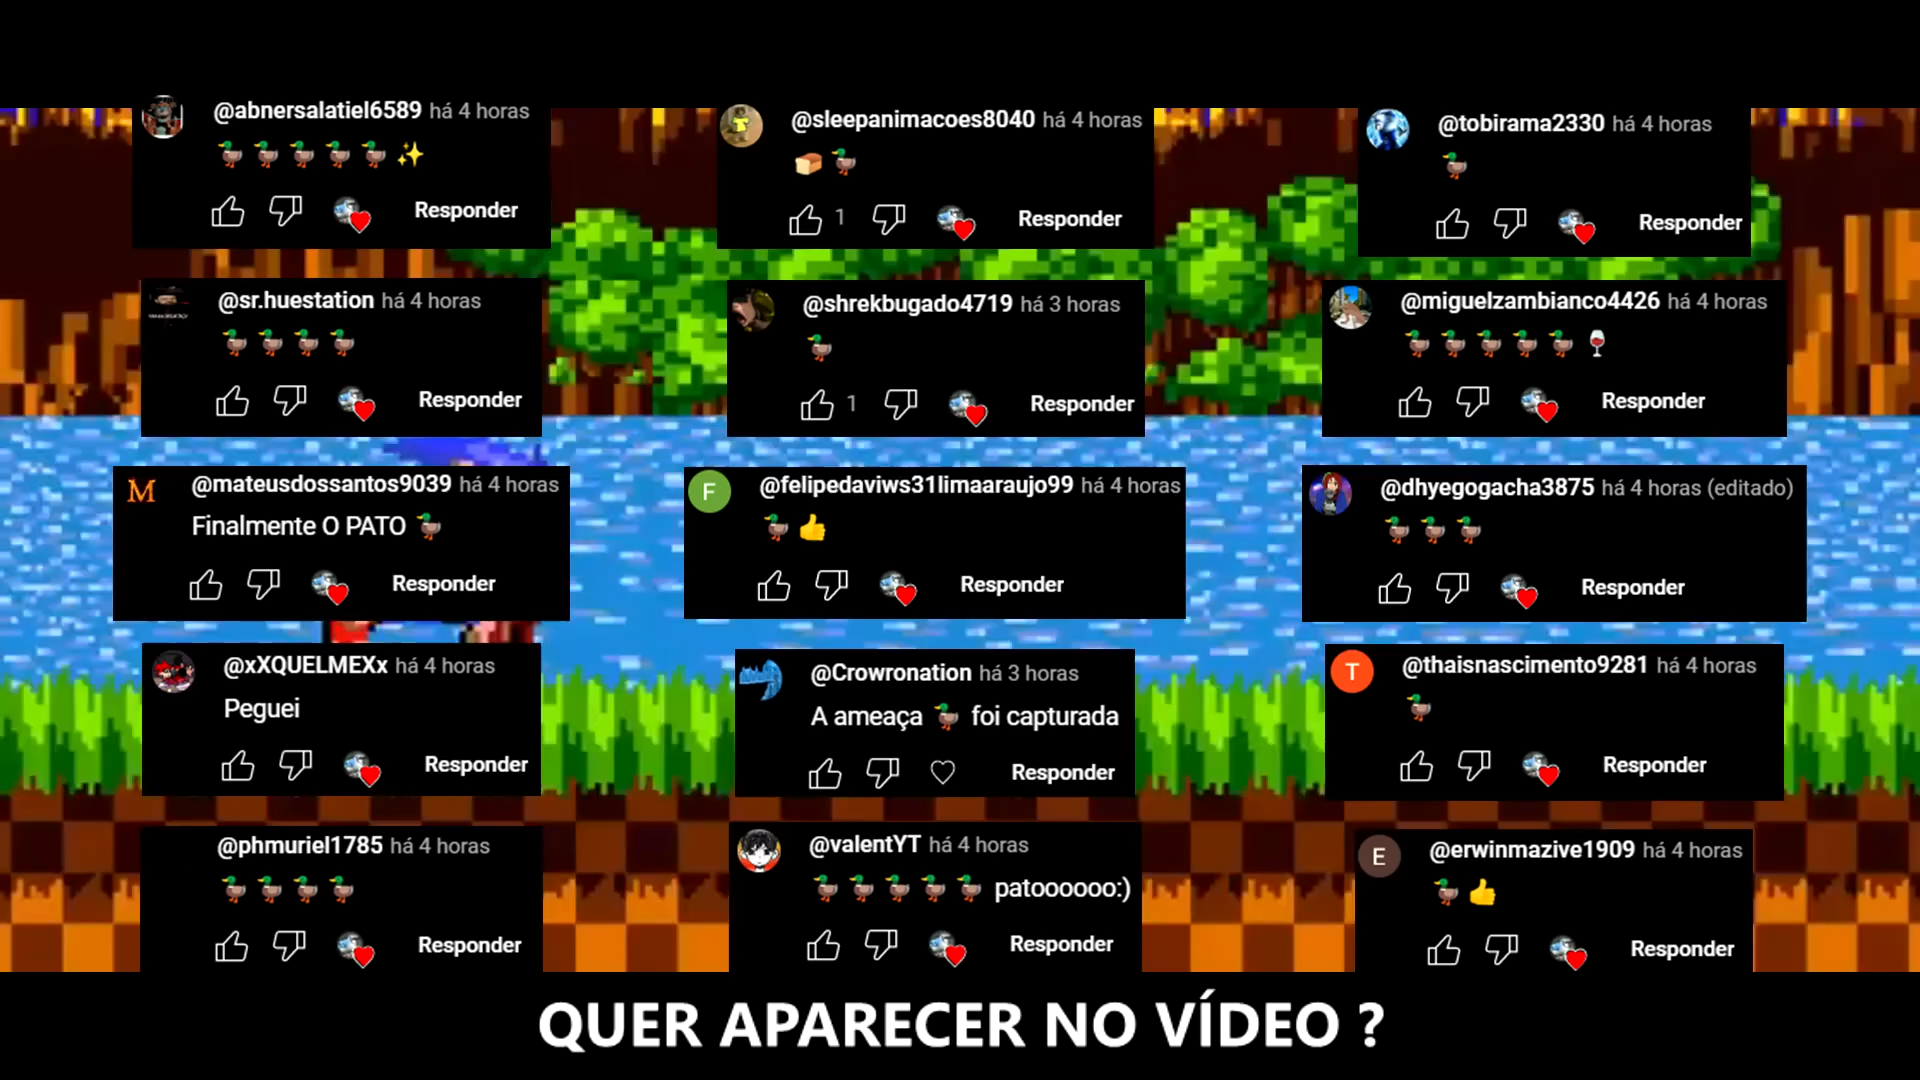 @abnersalatiel6589 há 4 horas
🦆🦆🦆🦆🦆✨
Responder
@sleepanimacoes8040 há 4 horas
🍞🦆
1
Responder
@tobirama2330 há 4 horas
🦆
Responder
@sr.huestation há 4 horas
🦆🦆🦆🦆
Responder
@shrekbugado4719 há 3 horas
🦆
1
Responder
@miguelzambianco4426 há 4 horas
🦆🦆🦆🦆🦆🍷
Responder
M
@mateusdossantos9039 há 4 horas
Finalmente O PATO 🦆
Responder
F
@felipedaviws31limaaraujo99 há 4 horas
🦆👍
Responder
@dhyegogacha3875 há 4 horas (editado)
🦆🦆🦆
Responder
@xXQUELMEXx há 4 horas
Peguei
Responder
@Crowronation há 3 horas
A ameaça 🦆 foi capturada
Responder
T
@thaisnascimento9281 há 4 horas
🦆
Responder
@phmuriel1785 há 4 horas
🦆🦆🦆🦆
Responder
@valentYT há 4 horas
🦆🦆🦆🦆🦆 patoooooo:)
Responder
E
@erwinmazive1909 há 4 horas
🦆👍
Responder
QUER APARECER NO VÍDEO ?